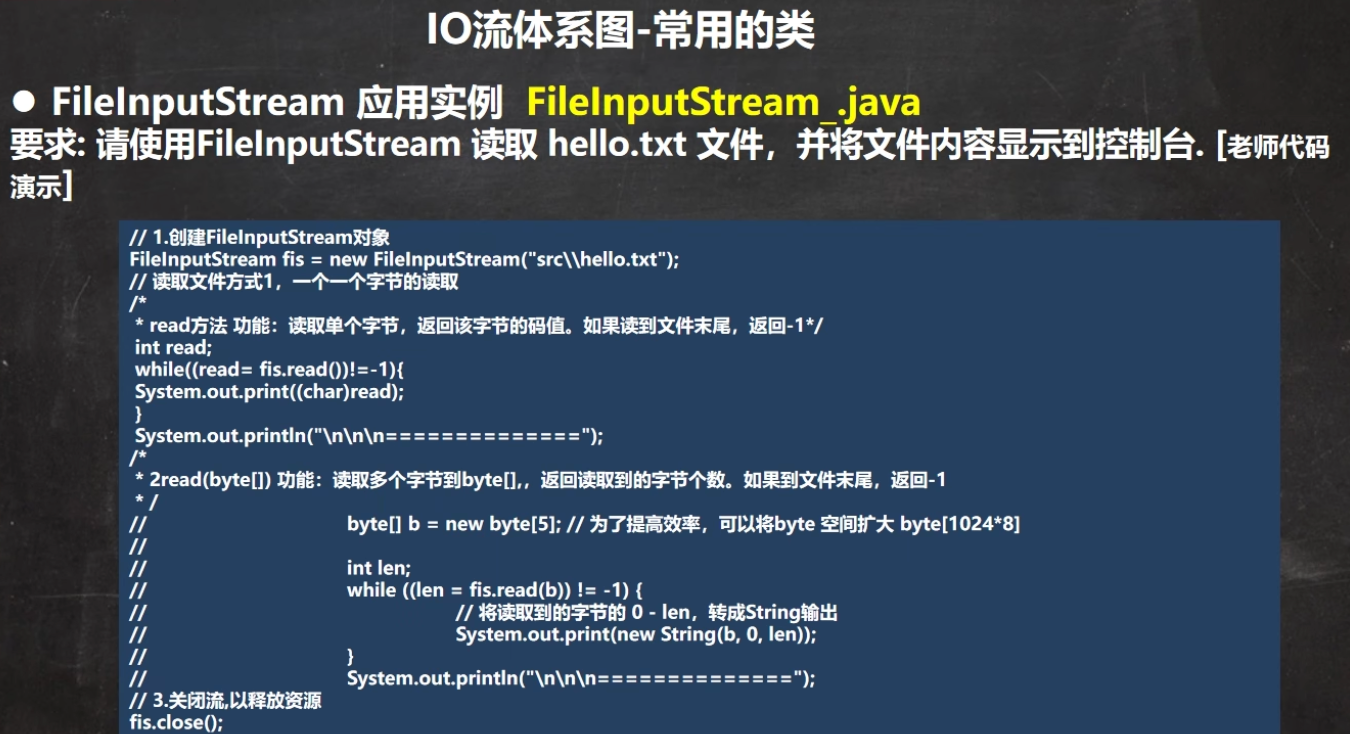 IO流体系图-常用的类
● FileInputStream 应用实例 FileInputStream_.java
要求: 请使用FileInputStream 读取 hello.txt 文件，并将文件内容显示到控制台. [老师代码
演示]
// 1.创建FileInputStream对象
FileInputStream fis = new FileInputStream("src\\hello.txt");
// 读取文件方式1，一个一个字节的读取
/*
* read方法 功能：读取单个字节，返回该字节的码值。如果读到文件末尾，返回-1*/
int read;
while((read= fis.read())!=-1){
System.out.print((char)read);
}
System.out.println("\n\n\n==============");
/*
* 2read(byte[]) 功能：读取多个字节到byte[],，返回读取到的字节个数。如果到文件末尾，返回-1
* /
// byte[] b = new byte[5]; // 为了提高效率，可以将byte 空间扩大 byte[1024*8]
//
// int len;
// while ((len = fis.read(b)) != -1) {
// // 将读取到的字节的 0 - len，转成String输出
// System.out.print(new String(b, 0, len));
// }
// System.out.println("\n\n\n==============");
// 3.关闭流,以释放资源
fis.close();